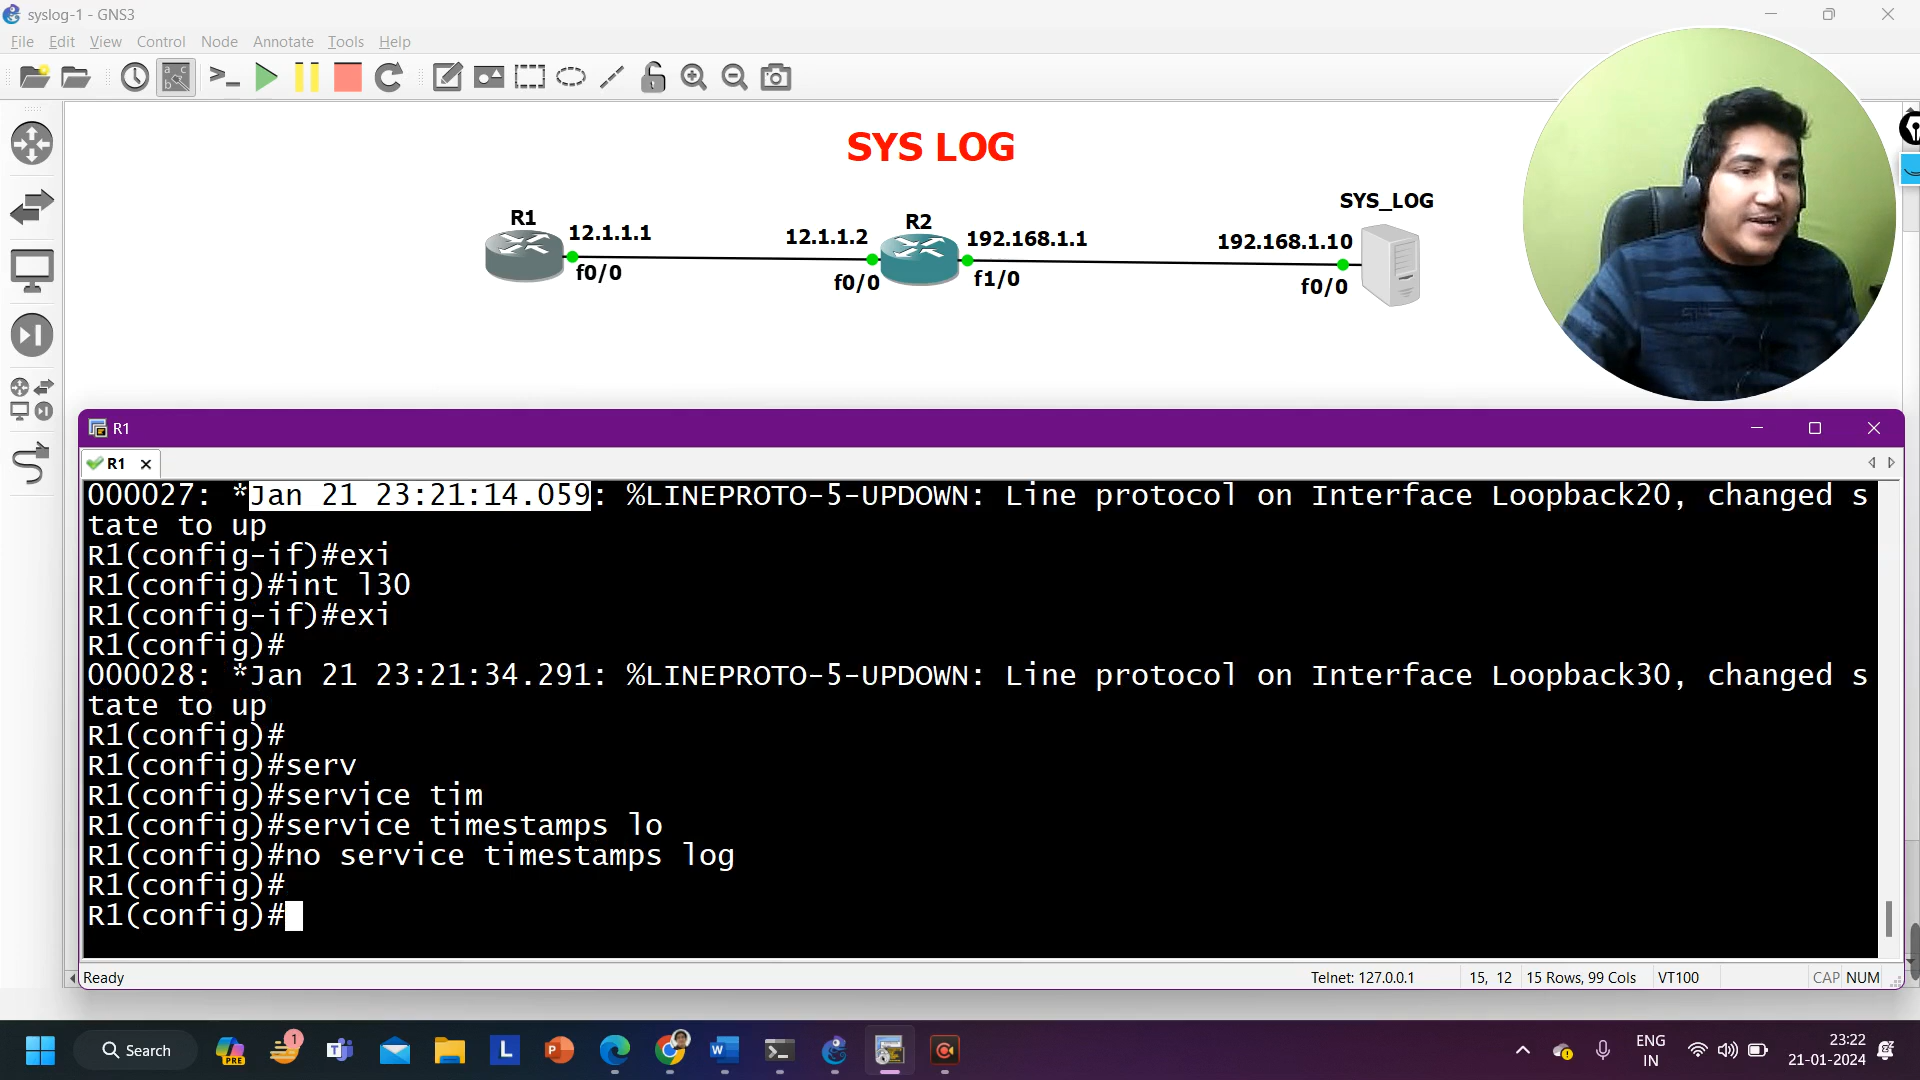 syslog-1 - GNS3
File Edit View Control Node Annotate Tools Help
SYS LOG
SYS_LOG
R1
12.1.1.1
12.1.1.2
R2
192.168.1.1
192.168.1.10
f0/0
f0/0
f1/0
f0/0
R1
R1
000027: *Jan 21 23:21:14.059: %LINEPROTO-5-UPDOWN: Line protocol on Interface Loopback20, changed s
tate to up
R1(config-if)#exi
R1(config)#int l30
R1(config-if)#exi
R1(config)#
000028: *Jan 21 23:21:34.291: %LINEPROTO-5-UPDOWN: Line protocol on Interface Loopback30, changed s
tate to up
R1(config)#
R1(config)#serv
R1(config)#service tim
R1(config)#service timestamps lo
R1(config)#no service timestamps log
R1(config)#
R1(config)#
Ready
Telnet: 127.0.0.1 15, 12 15 Rows, 99 Cols VT100 CAP NUM
Search
PRE
1
L
ENG
IN
23:22
21-01-2024